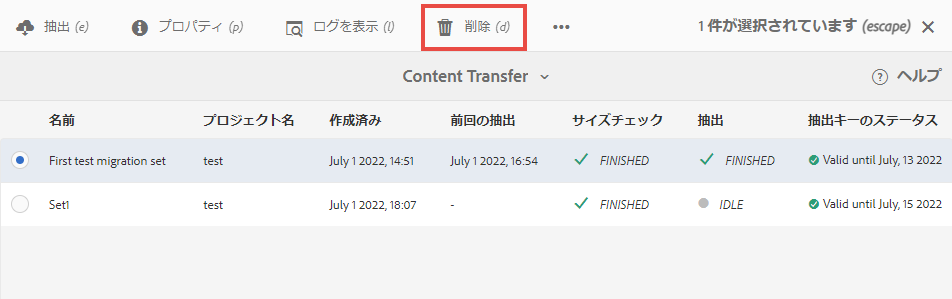 抽出 (e) プロパティ (p) ログを表示 (l) 削除 (d) ••• 1 件が選択されています (escape)
Content Transfer ? ヘルプ
名前 プロジェクト名 作成済み 前回の抽出 サイズチェック 抽出 抽出キーのステータス
First test migration set test July 1 2022, 14:51 July 1 2022, 16:54 FINISHED FINISHED Valid until July, 13 2022
Set1 test July 1 2022, 18:07 - FINISHED IDLE Valid until July, 15 2022